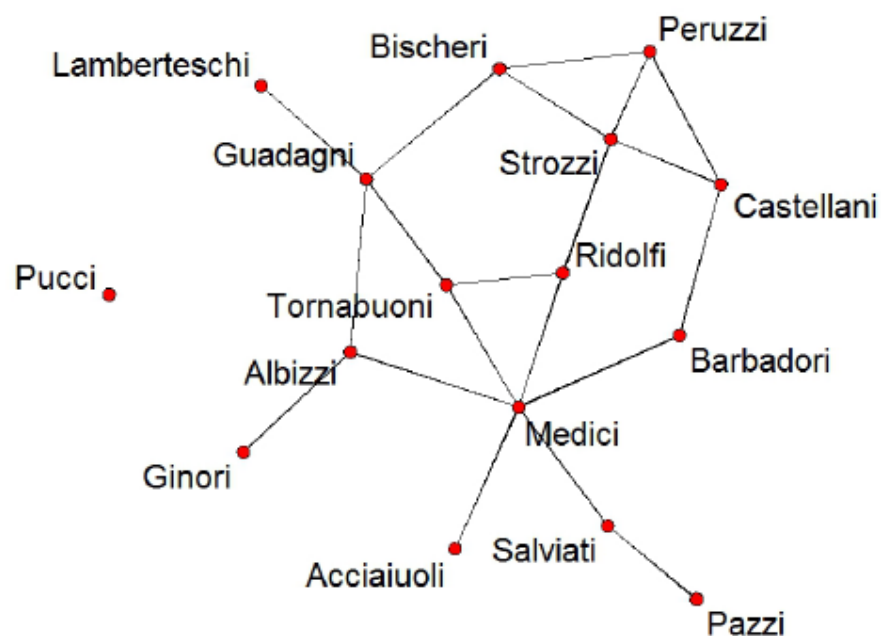 Peruzzi
Bischeri
Lamberteschi
Guadagni
Strozzi
Castellani
Ridolfi
Pucci
Tornabuoni
Barbadori
Albizzi
Medici
Ginori
Salviati
Acciaiuoli
Pazzi